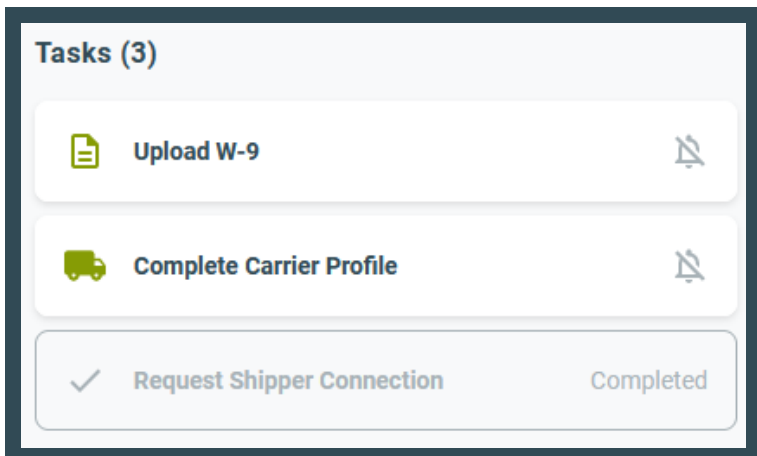 Tasks (3)
Upload W-9
Complete Carrier Profile
Request Shipper Connection Completed